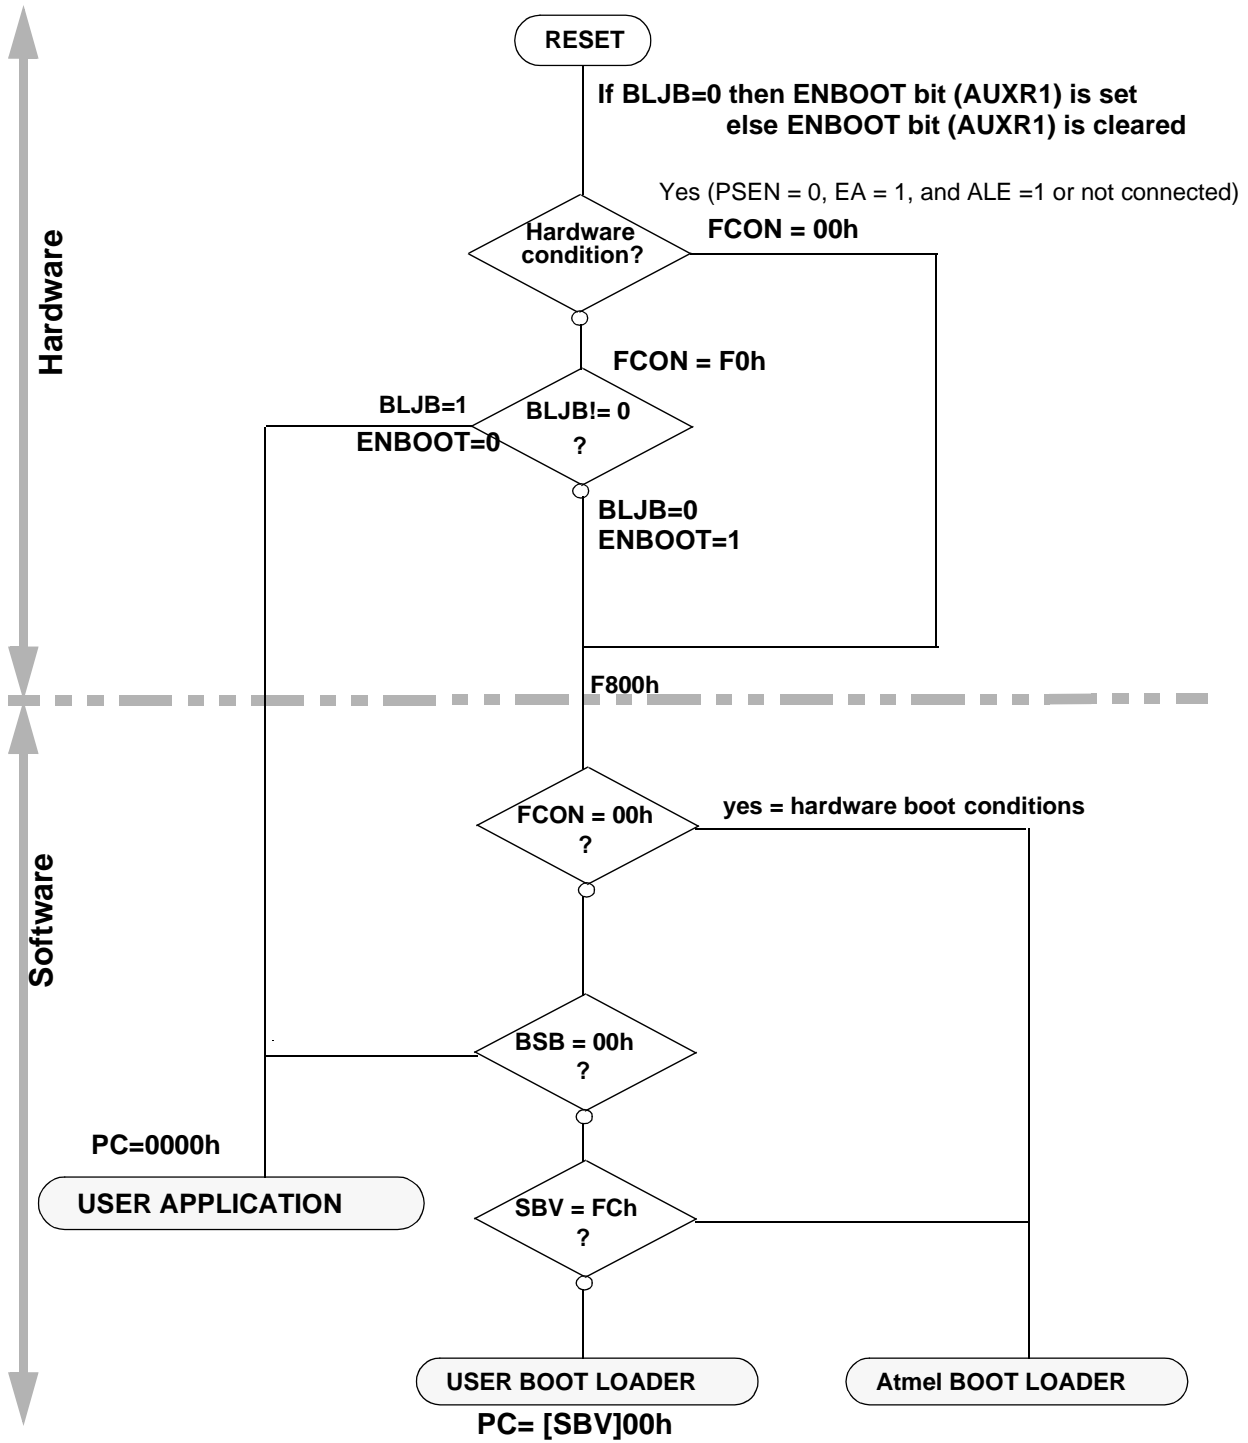 RESET
If BLJB=0 then ENBOOT bit (AUXR1) is set
else ENBOOT bit (AUXR1) is cleared
Yes (PSEN = 0, EA = 1, and ALE =1 or not connected)
FCON = 00h
Hardware
condition?
Hardware
FCON = F0h
BLJB=1
ENBOOT=0
BLJB!= 0
?
BLJB=0
ENBOOT=1
F800h
FCON = 00h
?
yes = hardware boot conditions
Software
BSB = 00h
?
PC=0000h
USER APPLICATION
SBV = FCh
?
USER BOOT LOADER
PC= [SBV]00h
Atmel BOOT LOADER